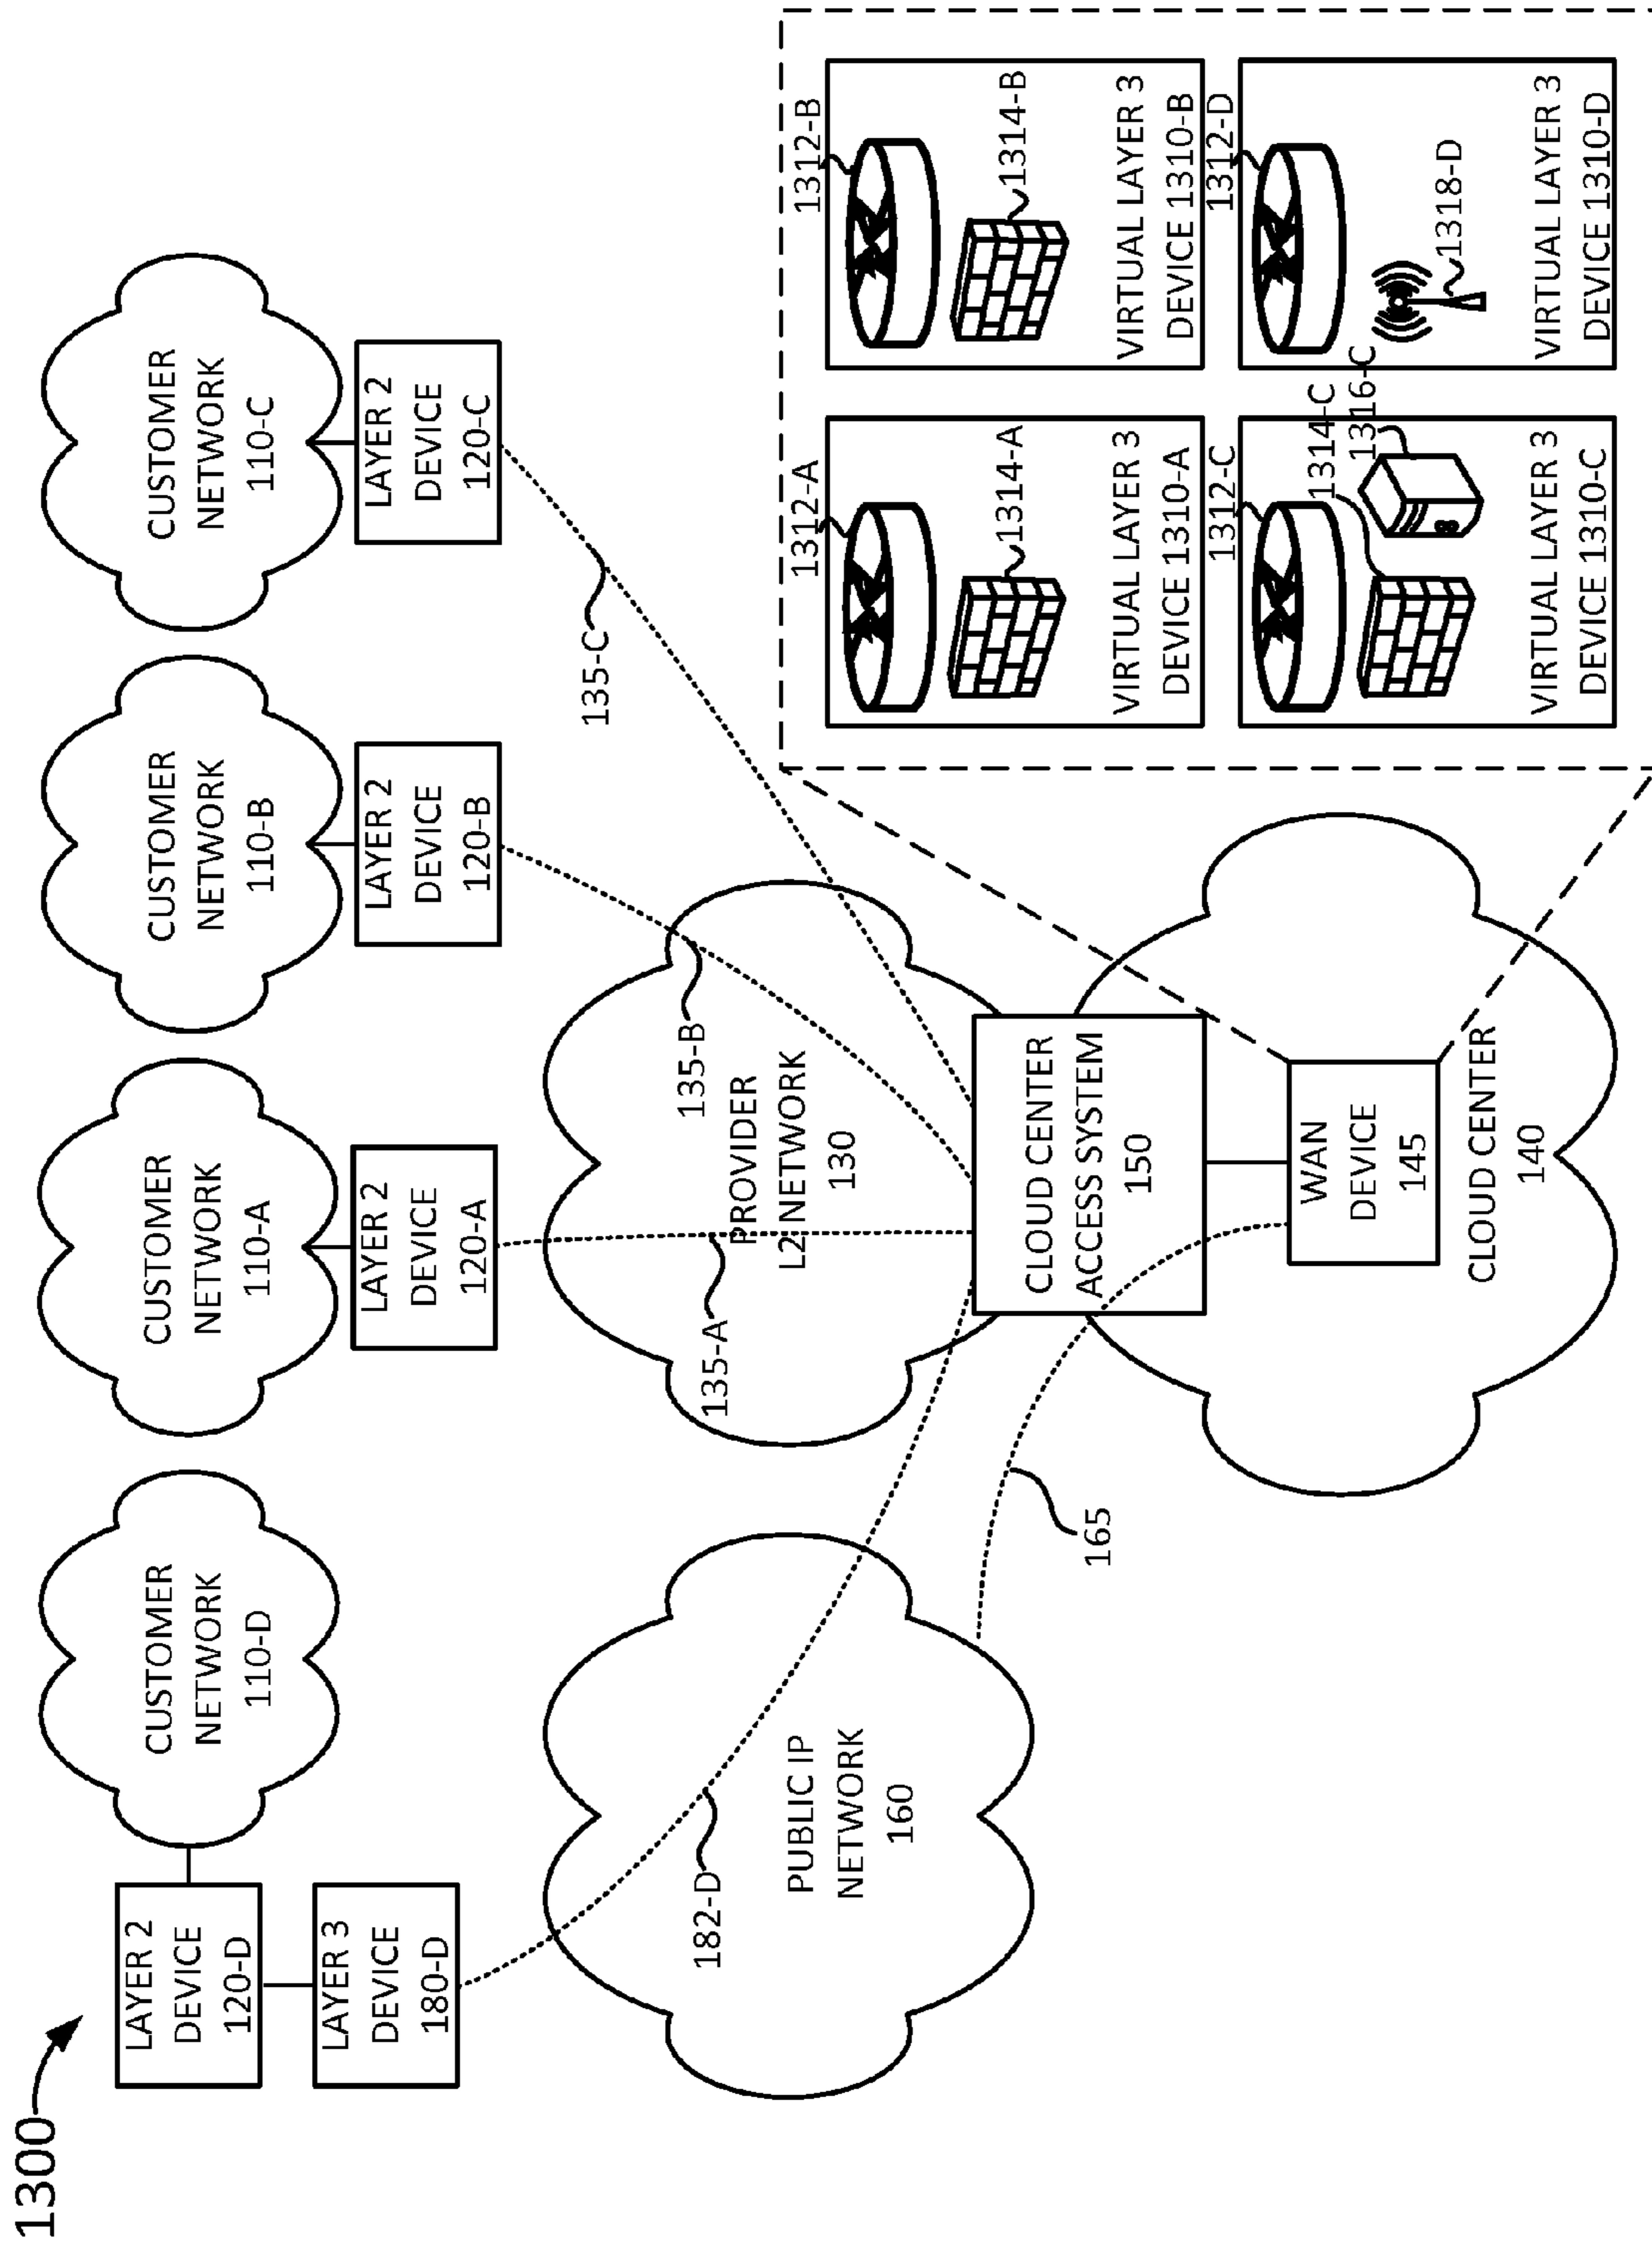 1300
LAYER 2
DEVICE
120-D
LAYER 3
DEVICE
180-D
CUSTOMER
NETWORK
110-D
CUSTOMER
NETWORK
110-A
LAYER 2
DEVICE
120-A
CUSTOMER
NETWORK
110-B
LAYER 2
DEVICE
120-B
CUSTOMER
NETWORK
110-C
LAYER 2
DEVICE
120-C
182-D
PUBLIC IP
NETWORK
160
135-A
135-B
135-C
PROVIDER
L2 NETWORK
130
165
CLOUD CENTER
ACCESS SYSTEM
150
WAN
DEVICE
145
CLOUD CENTER
140
1312-A
1314-A
VIRTUAL LAYER 3
DEVICE 1310-A
1312-B
1314-B
VIRTUAL LAYER 3
DEVICE 1310-B
1312-C
1314-C
1316-C
VIRTUAL LAYER 3
DEVICE 1310-C
1312-D
1318-D
VIRTUAL LAYER 3
DEVICE 1310-D